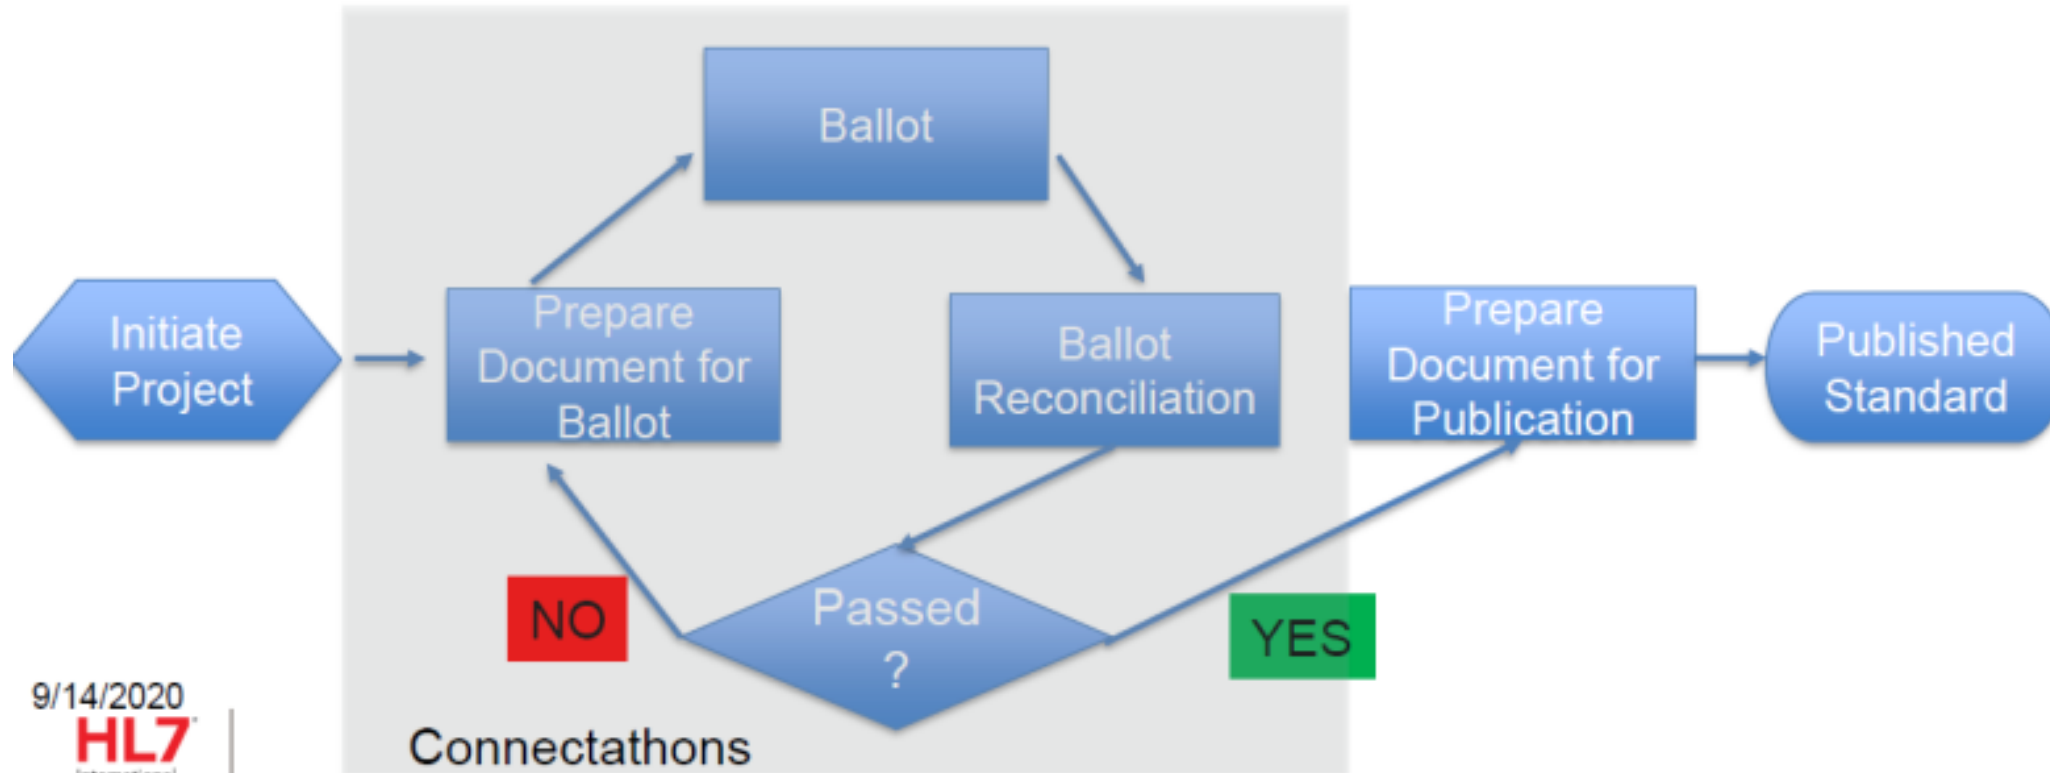 Ballot
Initiate
Project
Prepare
Document for
Ballot
Ballot
Reconciliation
Prepare
Document for
Publication
Published
Standard
NO
Passed
?
YES
9/14/2020
HL7
International
Connectathons